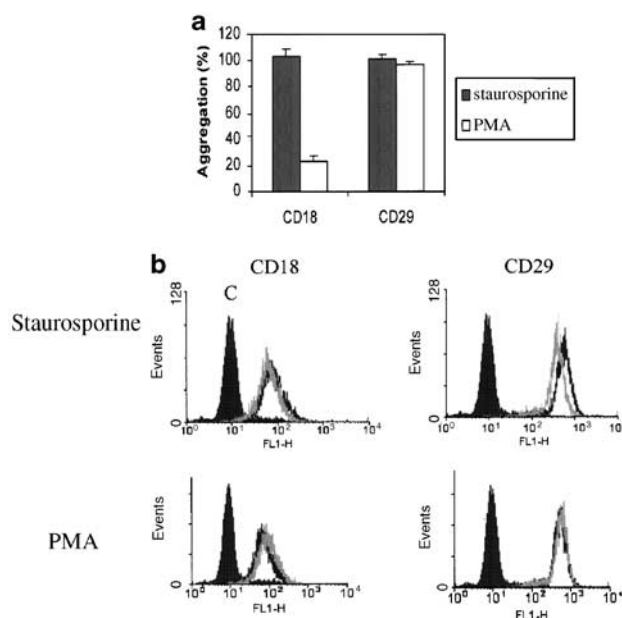 a
Aggregation (%)
120
100
80
60
40
20
0
CD18 CD29
staurosporine
PMA
b
CD18 CD29
Staurosporine
C
128
Events
0
10⁰ 10¹ 10² 10³ 10⁴
FL1-H
128
Events
0
10⁰ 10¹ 10² 10³
FL1-H
PMA
Events
0
10⁰ 10¹ 10² 10³ 10⁴
FL1-H
Events
10⁰ 10¹ 10² 10³ 10⁴
FL1-H